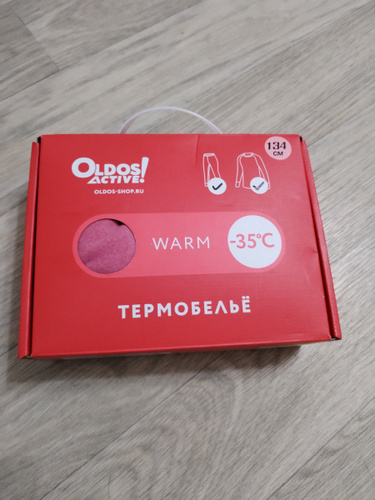 OLDOS!
ACTIVE
OLDOS-SHOP.RU
134
СМ
WARM
-35°C
ТЕРМОБЕЛЬЁ